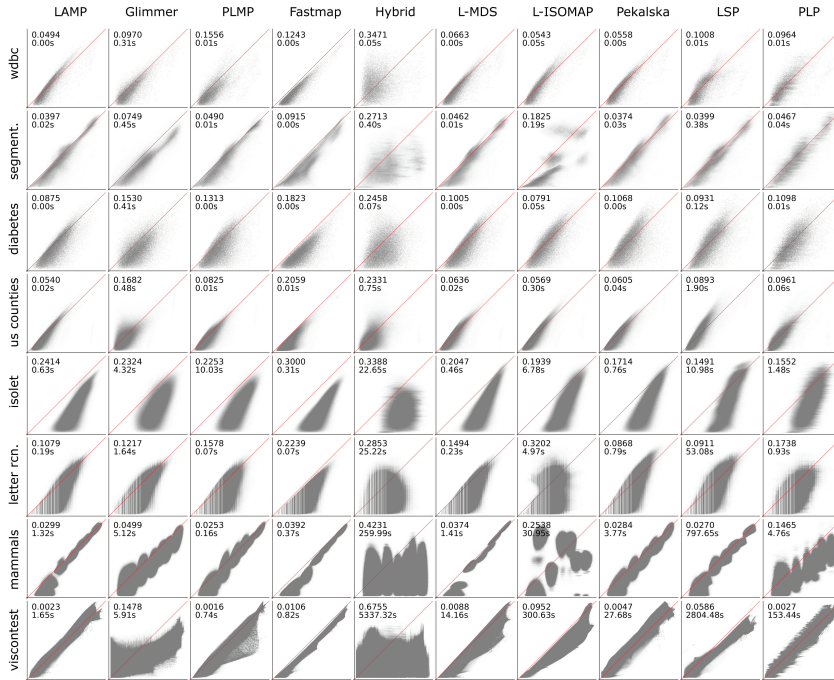 LAMP Glimmer PLMP Fastmap Hybrid L-MDS L-ISOMAP Pekalska LSP PLP
wdbc
0.0494 0.0970 0.1556 0.1243 0.3471 0.0663 0.0543 0.0558 0.1008 0.0964
0.00s 0.31s 0.01s 0.00s 0.05s 0.00s 0.05s 0.00s 0.01s 0.01s
segment.
0.0397 0.0749 0.0490 0.0915 0.2713 0.0462 0.1825 0.0374 0.0399 0.0467
0.02s 0.45s 0.01s 0.00s 0.40s 0.01s 0.19s 0.03s 0.38s 0.04s
diabetes
0.0875 0.1530 0.1313 0.1823 0.2458 0.1005 0.0791 0.1068 0.0931 0.1098
0.00s 0.41s 0.00s 0.00s 0.07s 0.00s 0.05s 0.00s 0.12s 0.01s
us counties
0.0540 0.1682 0.0825 0.2059 0.2331 0.0636 0.0569 0.0605 0.0893 0.0961
0.02s 0.48s 0.01s 0.01s 0.75s 0.02s 0.30s 0.04s 1.90s 0.06s
isolet
0.2414 0.2324 0.2253 0.3000 0.3388 0.2047 0.1939 0.1714 0.1491 0.1552
0.63s 4.32s 10.03s 0.31s 22.65s 0.46s 6.78s 0.76s 10.98s 1.48s
letter rcn.
0.1079 0.1217 0.1578 0.2239 0.2853 0.1494 0.3202 0.0868 0.0911 0.1738
0.19s 1.64s 0.07s 0.07s 25.22s 0.23s 4.97s 0.79s 53.08s 0.93s
mammals
0.0299 0.0499 0.0253 0.0392 0.4231 0.0374 0.2538 0.0284 0.0270 0.1465
1.32s 5.12s 0.16s 0.37s 259.99s 1.41s 30.95s 3.77s 797.65s 4.76s
viscontest
0.0023 0.1478 0.0016 0.0106 0.6755 0.0088 0.0952 0.0047 0.0586 0.0027
1.65s 5.91s 0.74s 0.82s 5337.32s 14.16s 300.63s 27.68s 2804.48s 153.44s